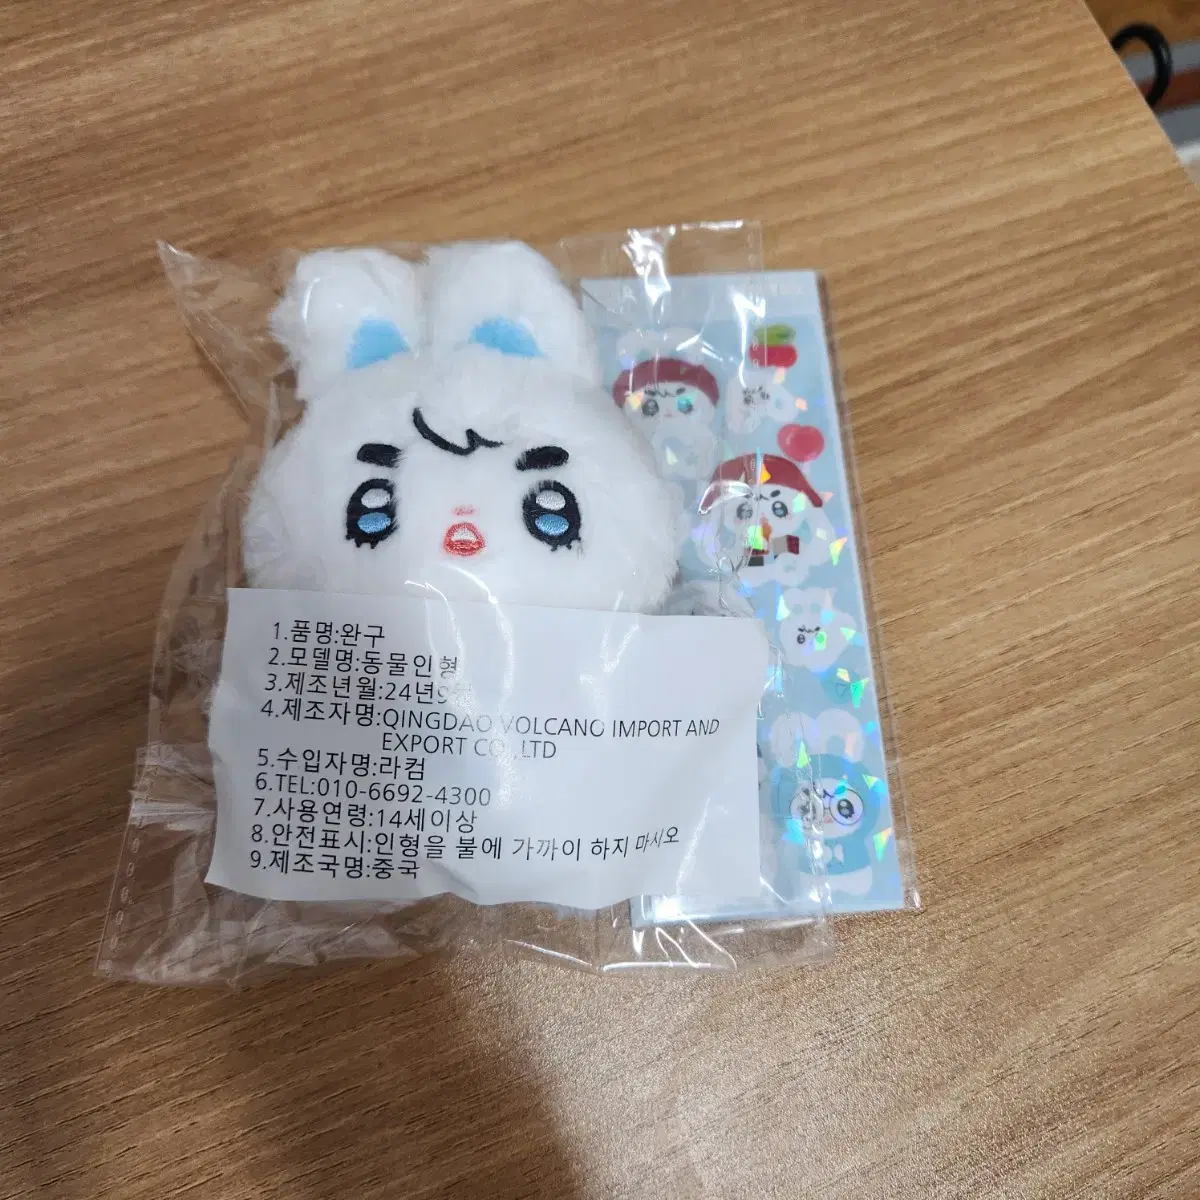 1.품명:완구
2.모델명:동물인형
3.제조년월:24년9월
4.제조자명:QINGDAO VOLCANO IMPORT AND
EXPORT CO.,LTD
5.수입자명:라컴
6.TEL:010-6692-4300
7.사용연령:14세이상
8.안전표시:인형을 불에 가까이 하지 마시오
9.제조국명:중국